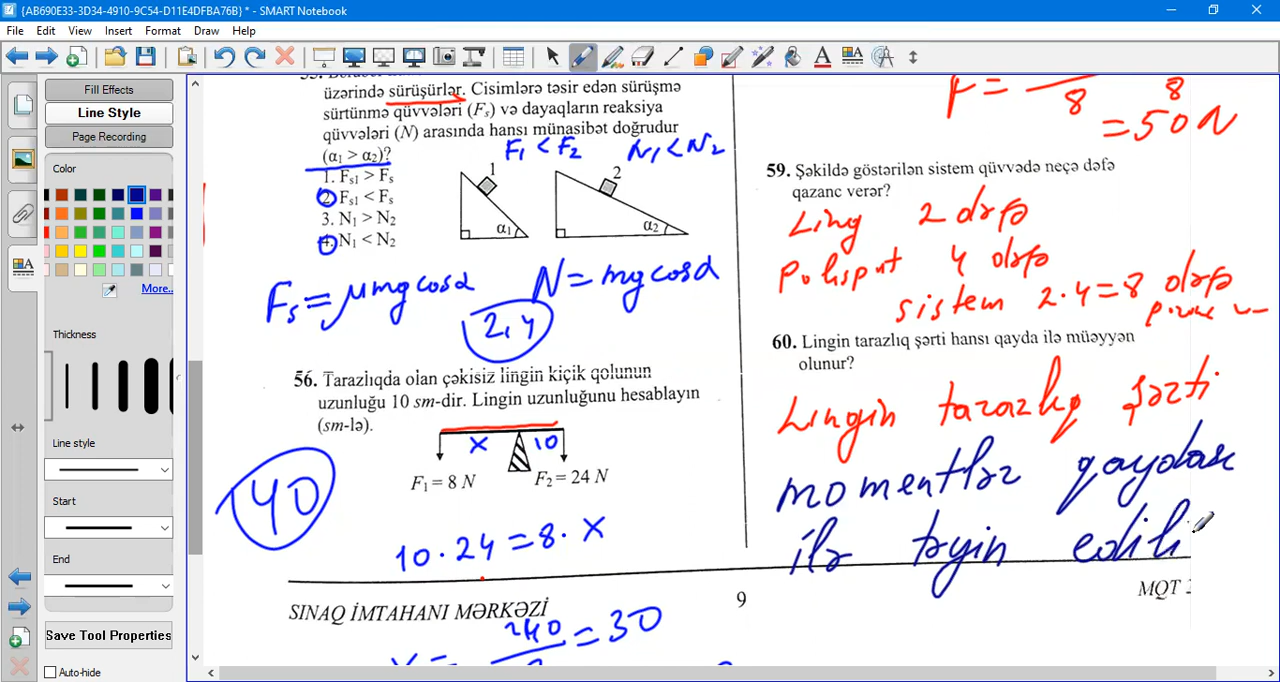 {AB690E33-3D34-4910-9C54-D11E4DFBA76B} * - SMART Notebook
File Edit View Insert Format Draw Help
Fill Effects
Line Style
Page Recording
Color
More..
Thickness
Line style
Start
End
Save Tool Properties
Auto-hide
üzərində sürüşürlər. Cisimlərə təsir edən sürüşmə
sürtünmə qüvvələri (Fs) və dayaqların reaksiya
qüvvələri (N) arasında hansı münasibət doğrudur
(α1 > α2)?
F1 < F2 N1 < N2
1. Fs1 > Fs
2. Fs1 < Fs
3. N1 > N2
4. N1 < N2
1
2
α1
α2
Fs = μmgcosα N = mgcosα
2,4
56. Tarazlıqda olan çəkisiz lingin kiçik qolunun
uzunluğu 10 sm-dir. Lingin uzunluğunu hesablayın
(sm-lə).
x 10
F1 = 8 N F2 = 24 N
40
10 · 24 = 8 · x
SINAQ İMTAHANI MƏRKƏZİ
240 = 30
9
F = 8 8
= 50 N
59. Şəkildə göstərilən sistem qüvvədə neçə dəfə
qazanc verər?
Ling 2 dəfə
Polisput 4 dəfə
sistem 2 · 4 = 8 dəfə
60. Lingin tarazlıq şərti hansı qayda ilə müəyyən
olunur?
Lingin tarazlıq şərti
momentlər qaydası
ilə təyin edili
MQT